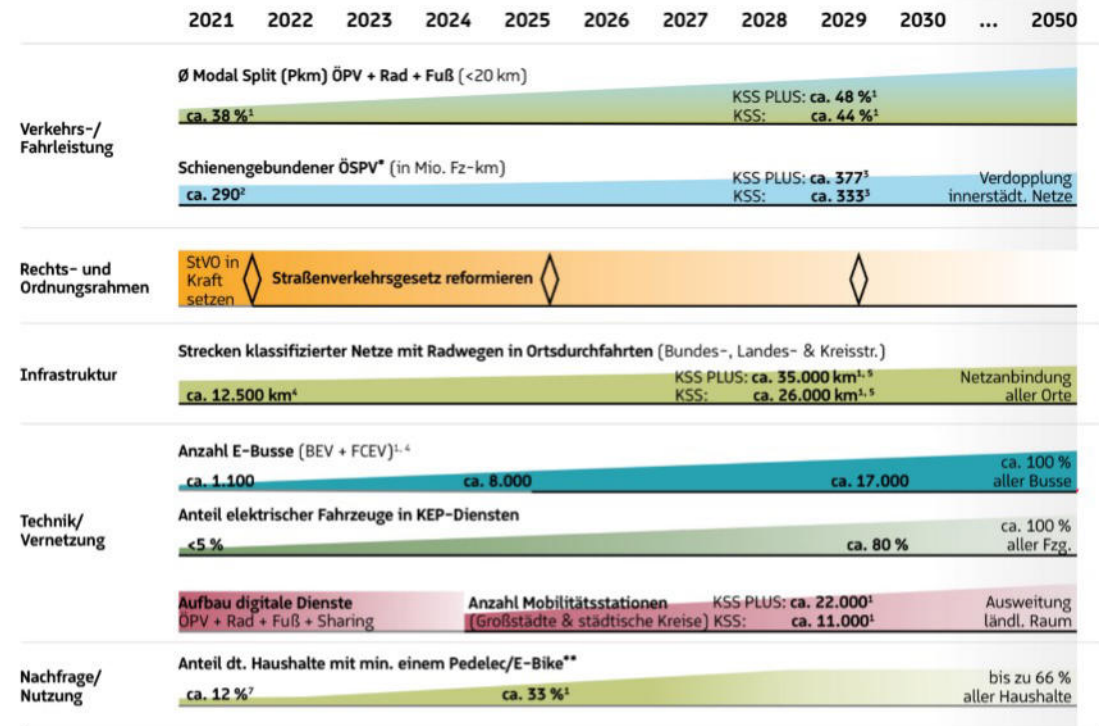 2021 2022 2023 2024 2025 2026 2027 2028 2029 2030 ... 2050
Verkehrs-/
Fahrleistung
Ø Modal Split (Pkm) ÖPV + Rad + Fuß (<20 km)
ca. 38 %¹
KSS PLUS: ca. 48 %¹
KSS: ca. 44 %¹
Schienengebundener ÖSPV* (in Mio. Fz-km)
ca. 290²
KSS PLUS: ca. 377³
KSS: ca. 333³
Verdopplung
innerstädt. Netze
Rechts- und
Ordnungsrahmen
StVO in
Kraft
setzen
Straßenverkehrsgesetz reformieren
Infrastruktur
Strecken klassifizierter Netze mit Radwegen in Ortsdurchfahrten (Bundes-, Landes- & Kreisstr.)
ca. 12.500 km⁴
KSS PLUS: ca. 35.000 km¹˒⁵
KSS: ca. 26.000 km¹˒⁵
Netzanbindung
aller Orte
Technik/
Vernetzung
Anzahl E-Busse (BEV + FCEV)¹˒⁴
ca. 1.100
ca. 8.000
ca. 17.000
ca. 100 %
aller Busse
Anteil elektrischer Fahrzeuge in KEP-Diensten
<5 %
ca. 80 %
ca. 100 %
aller Fzg.
Aufbau digitale Dienste
ÖPV + Rad + Fuß + Sharing
Anzahl Mobilitätsstationen
(Großstädte & städtische Kreise)
KSS PLUS: ca. 22.000¹
KSS: ca. 11.000¹
Ausweitung
ländl. Raum
Nachfrage/
Nutzung
Anteil dt. Haushalte mit min. einem Pedelec/E-Bike**
ca. 12 %⁷
ca. 33 %¹
bis zu 66 %
aller Haushalte